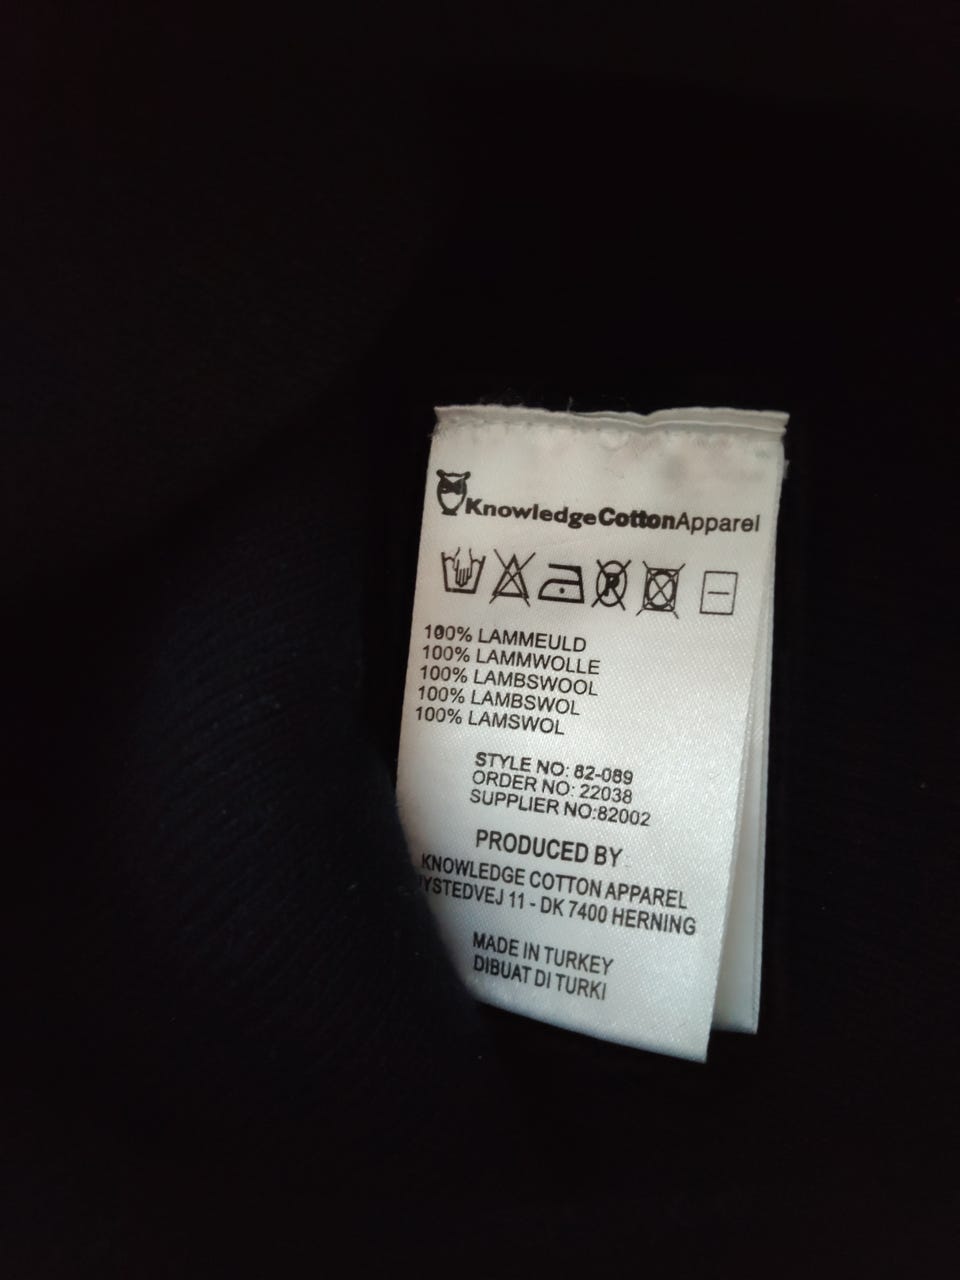 KnowledgeCottonApparel
100% LAMMEULD
100% LAMMWOLLE
100% LAMBSWOOL
100% LAMBSWOL
100% LAMSWOL
STYLE NO: 82-089
ORDER NO: 22038
SUPPLIER NO:82002
PRODUCED BY
KNOWLEDGE COTTON APPAREL
11 - DK 7400 HERNING
MADE IN TURKEY
DIBUAT DI TURKI